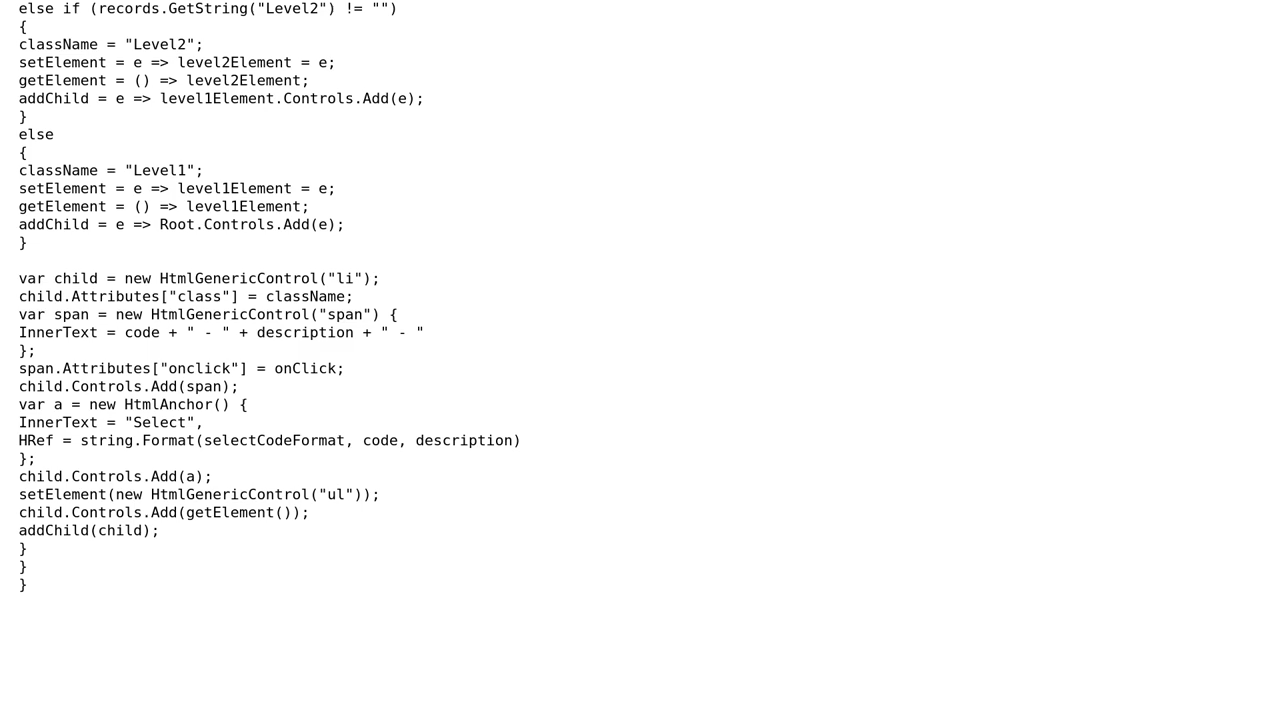 else if (records.GetString("Level2") != "")
{
className = "Level2";
setElement = e => level2Element = e;
getElement = () => level2Element;
addChild = e => level1Element.Controls.Add(e);
}
else
{
className = "Level1";
setElement = e => level1Element = e;
getElement = () => level1Element;
addChild = e => Root.Controls.Add(e);
}

var child = new HtmlGenericControl("li");
child.Attributes["class"] = className;
var span = new HtmlGenericControl("span") {
InnerText = code + " - " + description + " - "
};
span.Attributes["onclick"] = onClick;
child.Controls.Add(span);
var a = new HtmlAnchor() {
InnerText = "Select",
HRef = string.Format(selectCodeFormat, code, description)
};
child.Controls.Add(a);
setElement(new HtmlGenericControl("ul"));
child.Controls.Add(getElement());
addChild(child);
}
}
}